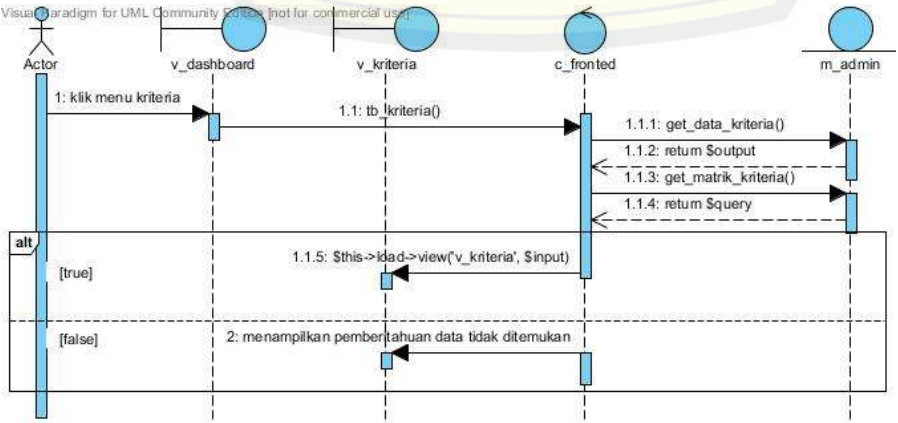 Visual Paradigm for UML Community Edition [not for commercial use]
Actor
v_dashboard
v_kriteria
c_fronted
m_admin
1: klik menu kriteria
1.1: tb_kriteria()
1.1.1: get_data_kriteria()
1.1.2: return $output
1.1.3: get_matrik_kriteria()
1.1.4: return $query
alt
1.1.5: $this->load->view('v_kriteria', $input)
[true]
[false]
2: menampilkan pemberitahuan data tidak ditemukan